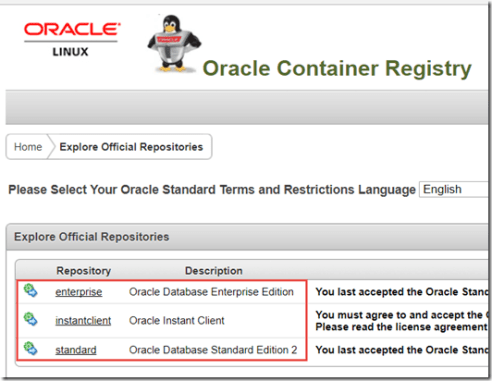 ORACLE
LINUX
Oracle Container Registry
Home
Explore Official Repositories
Please Select Your Oracle Standard Terms and Restrictions Language English
Explore Official Repositories
Repository Description
enterprise Oracle Database Enterprise Edition You last accepted the Oracle Stan
instantclient Oracle Instant Client You must agree to and accept the
Please read the license agreement
standard Oracle Database Standard Edition 2 You last accepted the Oracle Stan